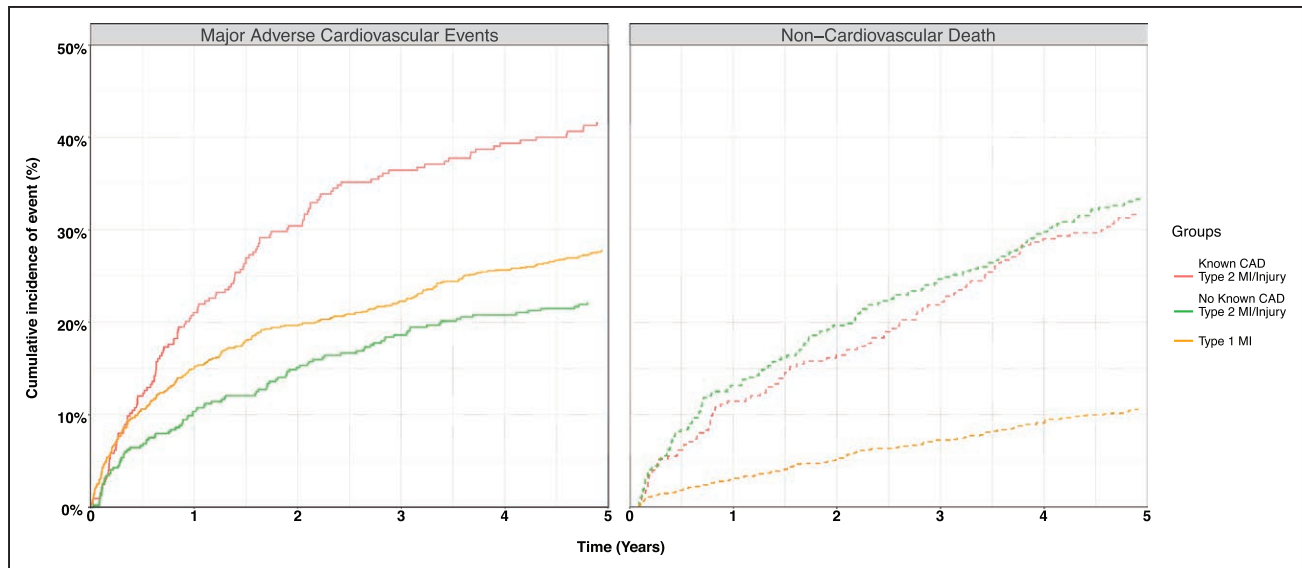 Major Adverse Cardiovascular Events
Non−Cardiovascular Death
Cumulative incidence of event (%)
50%
40%
30%
20%
10%
0%
0 1 2 3 4 5
0 1 2 3 4 5
Time (Years)
Groups
Known CAD
Type 2 MI/Injury
No Known CAD
Type 2 MI/Injury
Type 1 MI